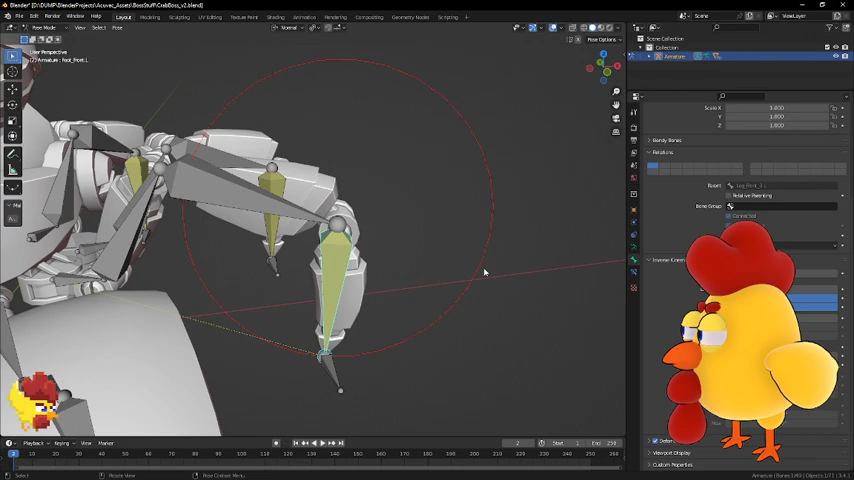 Blender* [D:\DUMP\BlenderProjects\Acuvec_Assets\BossStuff\CrabBoss_v2.blend]
File Edit Render Window Help Layout Modeling Sculpting UV Editing Texture Paint Shading Animation Rendering Compositing Geometry Nodes Scripting
Scene ViewLayer
Pose Mode View Select Pose Normal
Pose Options
User Perspective
(2) Armature : Foot_Front.L
Scene Collection
Collection
Armature
Scale X 1.000
Y 1.000
Z 1.000
Bendy Bones
Relations
Parent
Relative Parenting
Bone Group
Connected
Inverse Kinem
Deform
Viewport Display
Custom Properties
Playback Keying View Marker
2 Start 1 End 250
2 10 20 30 40 50 60 70 80 90 100 110 120 130 140 150 160 170 180 190 200 210 220 230 240 250 260
Select Rotate View Pose Context Menu